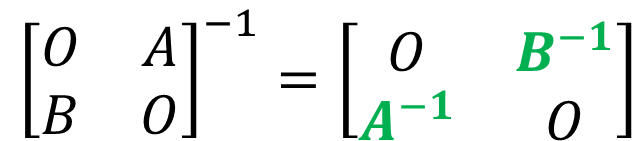 [O A; B O]⁻¹ = [O B⁻¹; A⁻¹ O]